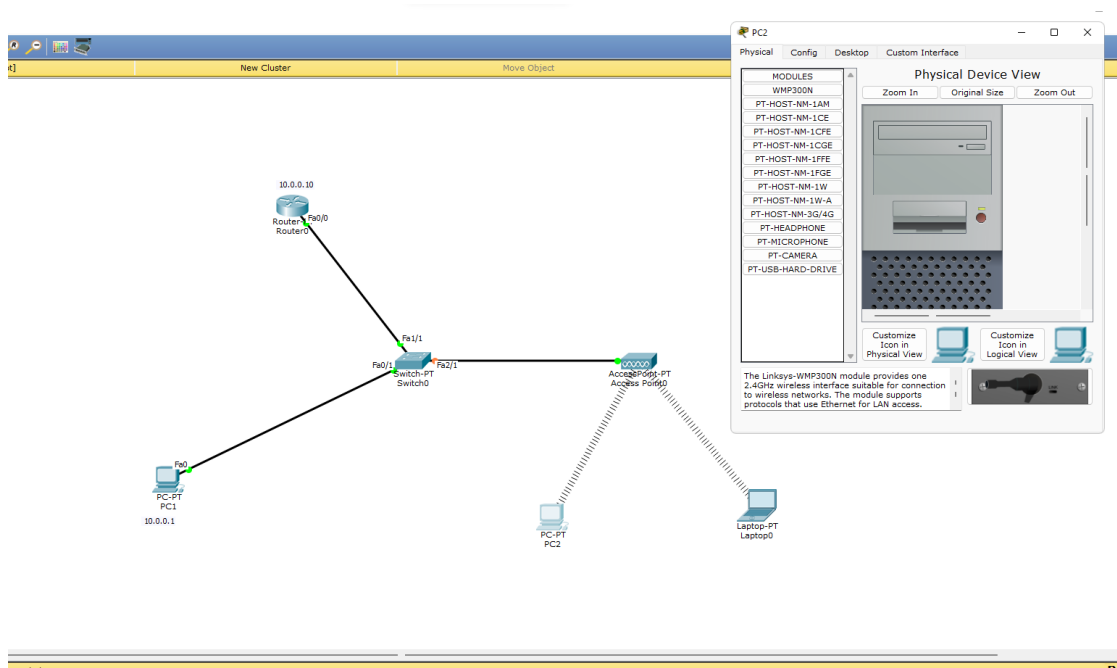 PC2
Physical
Config
Desktop
Custom Interface
New Cluster
Move Object
MODULES
WMP300N
PT-HOST-NM-1AM
PT-HOST-NM-1CE
PT-HOST-NM-1CFE
PT-HOST-NM-1CGE
PT-HOST-NM-1FFE
PT-HOST-NM-1FGE
PT-HOST-NM-1W
PT-HOST-NM-1W-A
PT-HOST-NM-3G/4G
PT-HEADPHONE
PT-MICROPHONE
PT-CAMERA
PT-USB-HARD-DRIVE
Physical Device View
Zoom In
Original Size
Zoom Out
Customize
Icon in
Physical View
Customize
Icon in
Logical View
The Linksys-WMP300N module provides one
2.4GHz wireless interface suitable for connection
to wireless networks. The module supports
protocols that use Ethernet for LAN access.
10.0.0.10
Fa0/0
Router0
Fa1/1
Fa0/1
Fa2/1
Switch-PT
Switch0
AccessPoint-PT
Access Point0
Fa0
PC-PT
PC1
10.0.0.1
PC-PT
PC2
Laptop-PT
Laptop0